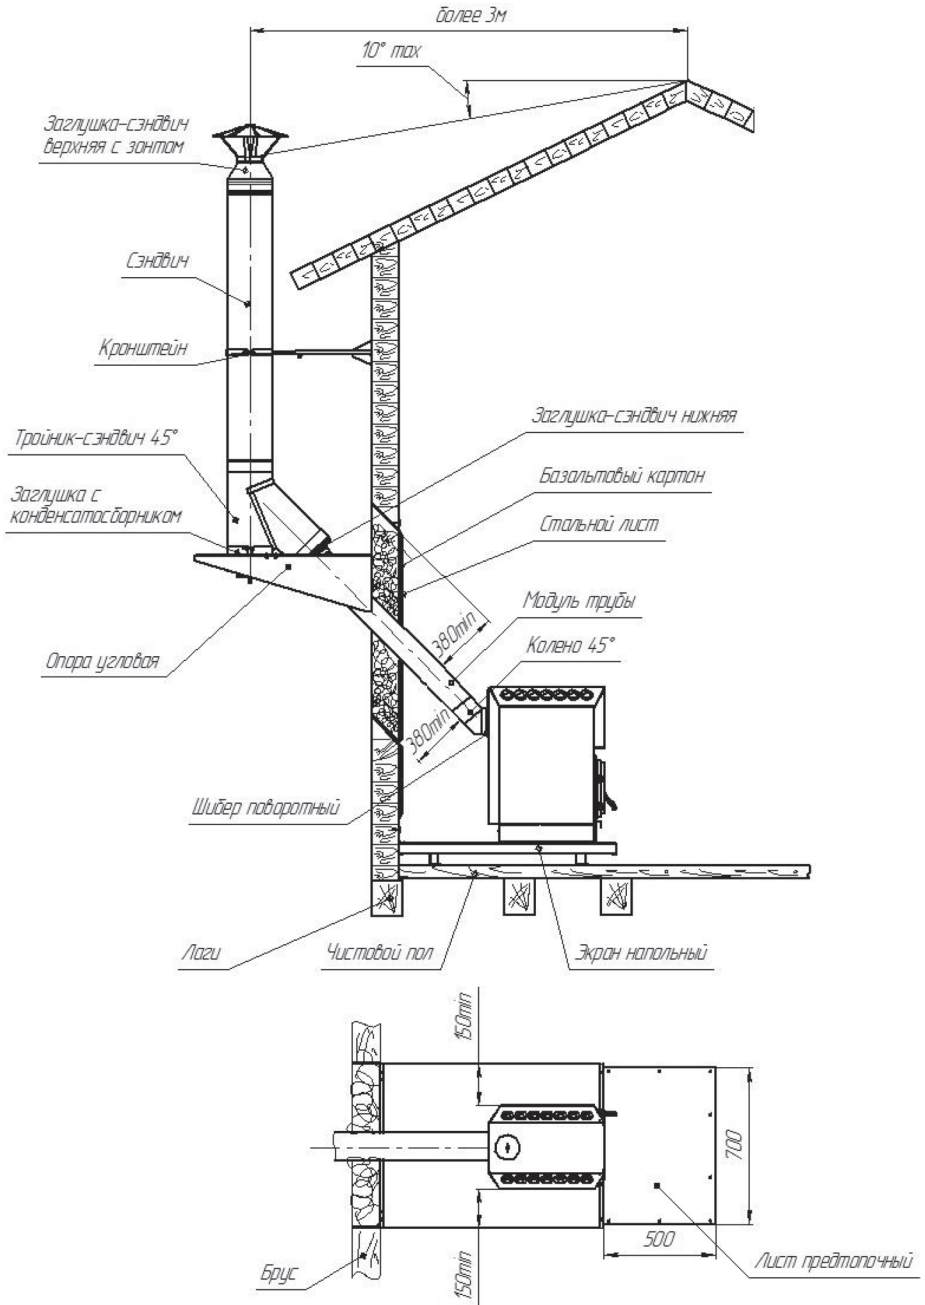 более 3м
10° max
Заглушка-сэндвич
верхняя с зонтом
Сэндвич
Кронштейн
Заглушка-сэндвич нижняя
Тройник-сэндвич 45°
Базальтовый картон
Заглушка с
конденсатосборником
Стальной лист
Модуль трубы
380min
Колено 45°
Опора угловая
380min
Шибер поворотный
Лаги
Чистовой пол
Экран напольный
150min
700
500
Лист предтопочный
Брус
150min